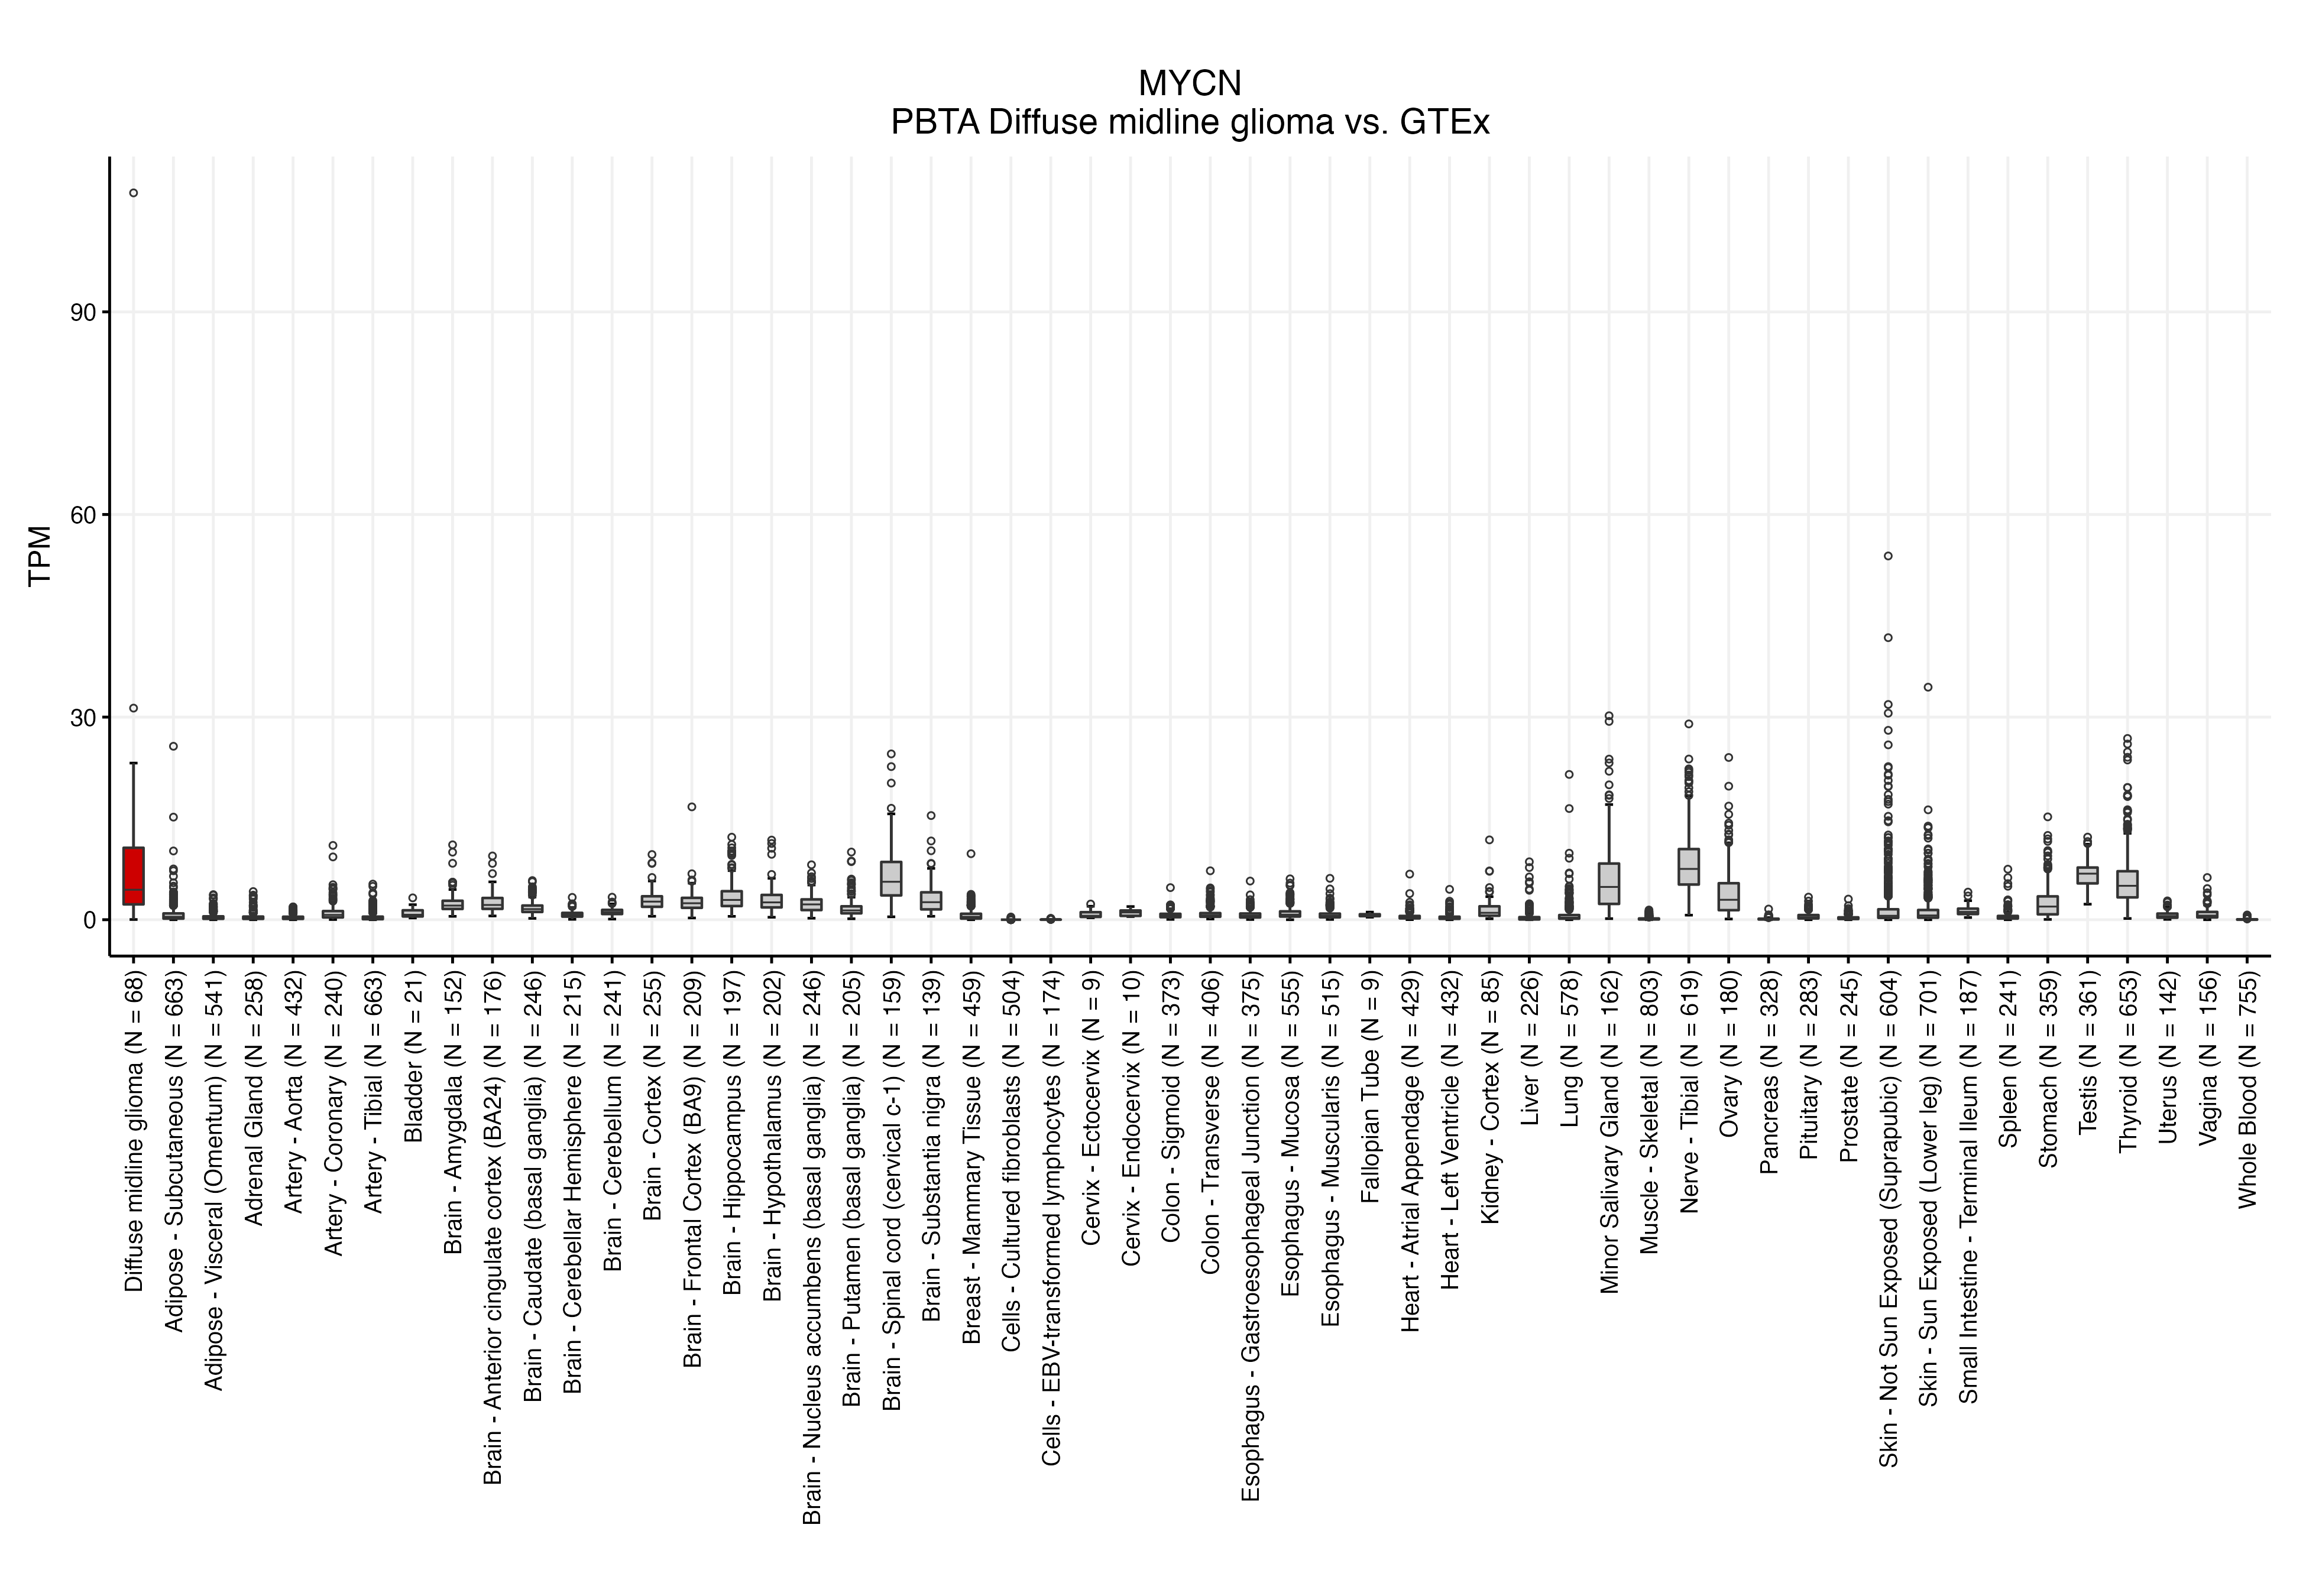 MYCN
PBTA Diffuse midline glioma vs. GTEx
TPM
90
60
30
0
Diffuse midline glioma (N = 68)
Adipose - Subcutaneous (N = 663)
Adipose - Visceral (Omentum) (N = 541)
Adrenal Gland (N = 258)
Artery - Aorta (N = 432)
Artery - Coronary (N = 240)
Artery - Tibial (N = 663)
Bladder (N = 21)
Brain - Amygdala (N = 152)
Brain - Anterior cingulate cortex (BA24) (N = 176)
Brain - Caudate (basal ganglia) (N = 246)
Brain - Cerebellar Hemisphere (N = 215)
Brain - Cerebellum (N = 241)
Brain - Cortex (N = 255)
Brain - Frontal Cortex (BA9) (N = 209)
Brain - Hippocampus (N = 197)
Brain - Hypothalamus (N = 202)
Brain - Nucleus accumbens (basal ganglia) (N = 246)
Brain - Putamen (basal ganglia) (N = 205)
Brain - Spinal cord (cervical c-1) (N = 159)
Brain - Substantia nigra (N = 139)
Breast - Mammary Tissue (N = 459)
Cells - Cultured fibroblasts (N = 504)
Cells - EBV-transformed lymphocytes (N = 174)
Cervix - Ectocervix (N = 9)
Cervix - Endocervix (N = 10)
Colon - Sigmoid (N = 373)
Colon - Transverse (N = 406)
Esophagus - Gastroesophageal Junction (N = 375)
Esophagus - Mucosa (N = 555)
Esophagus - Muscularis (N = 515)
Fallopian Tube (N = 9)
Heart - Atrial Appendage (N = 429)
Heart - Left Ventricle (N = 432)
Kidney - Cortex (N = 85)
Liver (N = 226)
Lung (N = 578)
Minor Salivary Gland (N = 162)
Muscle - Skeletal (N = 803)
Nerve - Tibial (N = 619)
Ovary (N = 180)
Pancreas (N = 328)
Pituitary (N = 283)
Prostate (N = 245)
Skin - Not Sun Exposed (Suprapubic) (N = 604)
Skin - Sun Exposed (Lower leg) (N = 701)
Small Intestine - Terminal Ileum (N = 187)
Spleen (N = 241)
Stomach (N = 359)
Testis (N = 361)
Thyroid (N = 653)
Uterus (N = 142)
Vagina (N = 156)
Whole Blood (N = 755)